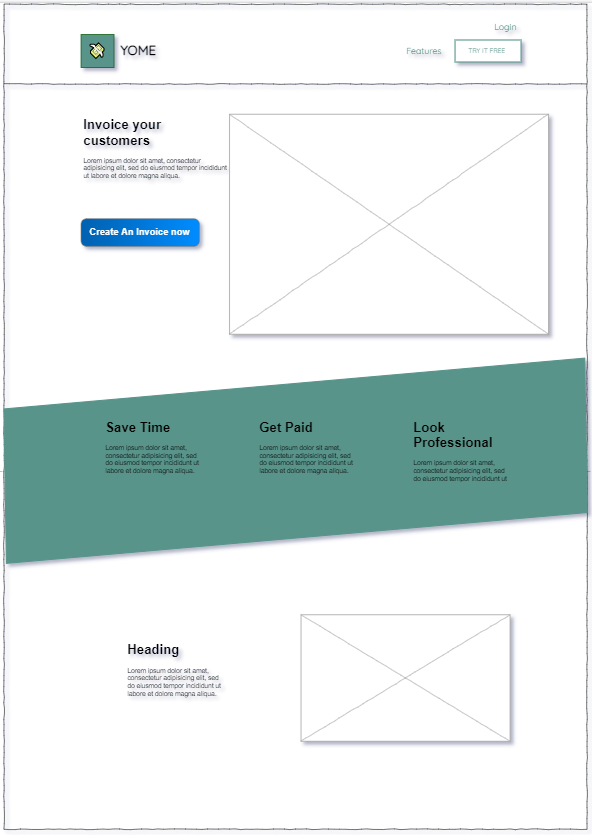 Login
YOME
Features
TRY IT FREE
Invoice your
customers
Lorem ipsum dolor sit amet, consectetur
adipisicing elit, sed do eiusmod tempor incididunt
ut labore et dolore magna aliqua.
Create An Invoice now
Save Time
Lorem ipsum dolor sit amet,
consectetur adipisicing elit, sed
do eiusmod tempor incididunt ut
labore et dolore magna aliqua.
Get Paid
Lorem ipsum dolor sit amet,
consectetur adipisicing elit, sed
do eiusmod tempor incididunt ut
labore et dolore magna aliqua.
Look
Professional
Lorem ipsum dolor sit amet,
consectetur adipisicing elit, sed
do eiusmod tempor incididunt ut
Heading
Lorem ipsum dolor sit amet,
consectetur adipisicing elit, sed
do eiusmod tempor incididunt ut
labore et dolore magna aliqua.